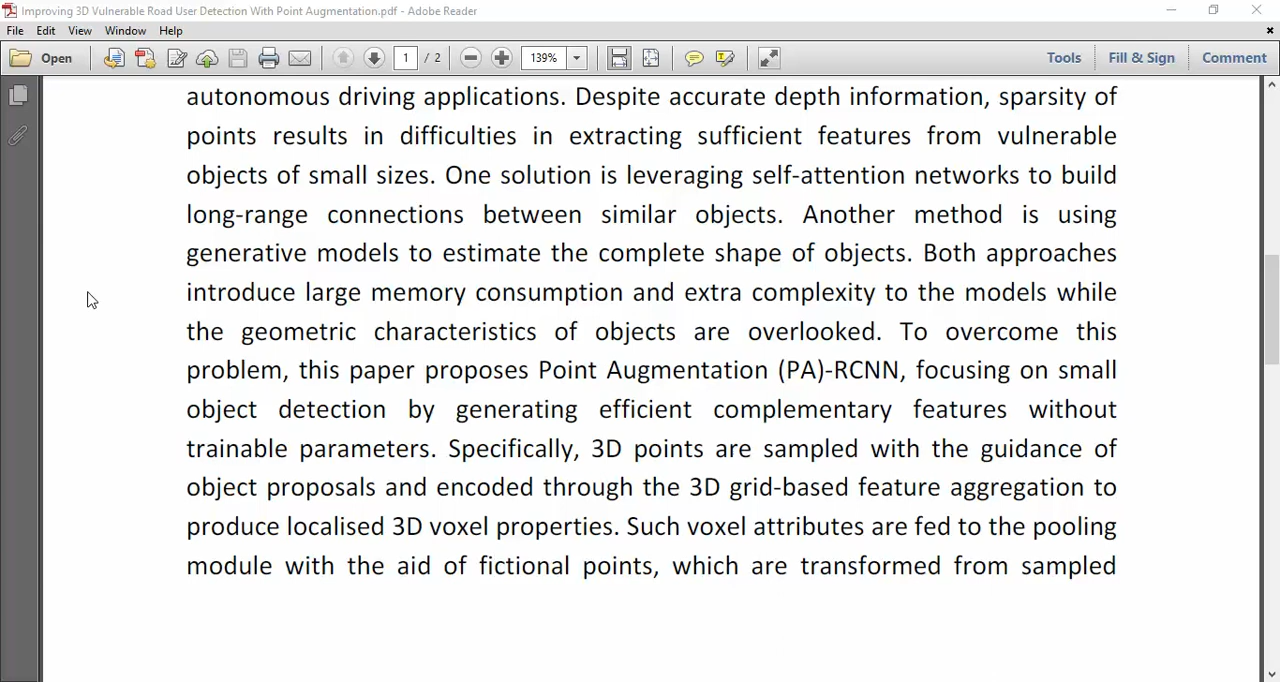 Improving 3D Vulnerable Road User Detection With Point Augmentation.pdf - Adobe Reader
File Edit View Window Help
Open 1 / 2 139% Tools Fill & Sign Comment
autonomous driving applications. Despite accurate depth information, sparsity of
points results in difficulties in extracting sufficient features from vulnerable
objects of small sizes. One solution is leveraging self-attention networks to build
long-range connections between similar objects. Another method is using
generative models to estimate the complete shape of objects. Both approaches
introduce large memory consumption and extra complexity to the models while
the geometric characteristics of objects are overlooked. To overcome this
problem, this paper proposes Point Augmentation (PA)-RCNN, focusing on small
object detection by generating efficient complementary features without
trainable parameters. Specifically, 3D points are sampled with the guidance of
object proposals and encoded through the 3D grid-based feature aggregation to
produce localised 3D voxel properties. Such voxel attributes are fed to the pooling
module with the aid of fictional points, which are transformed from sampled